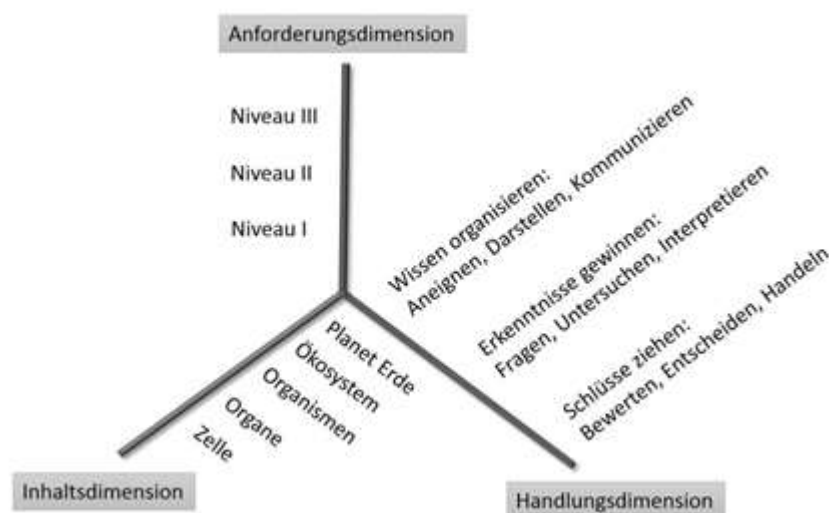 Anforderungsdimension
Niveau III
Niveau II
Niveau I
Wissen organisieren:
Aneignen, Darstellen, Kommunizieren
Erkenntnisse gewinnen:
Fragen, Untersuchen, Interpretieren
Schlüsse ziehen:
Bewerten, Entscheiden, Handeln
Planet Erde
Ökosystem
Organismen
Organe
Zelle
Inhaltsdimension
Handlungsdimension